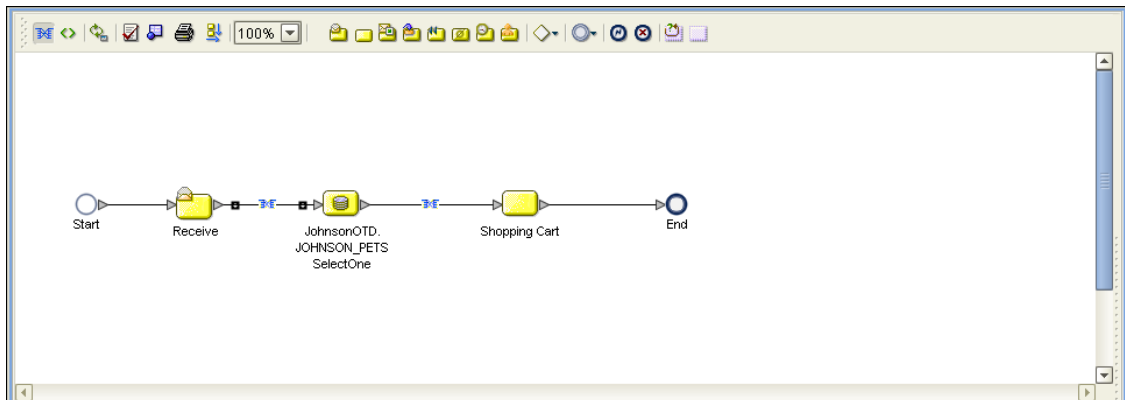 100%
Start
Receive
JohnsonOTD.
JOHNSON_PETS
SelectOne
Shopping Cart
End